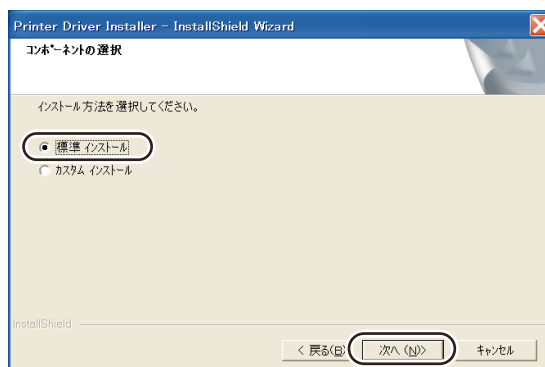 Printer Driver Installer - InstallShield Wizard
コンポーネントの選択
インストール方法を選択してください。
標準 インストール
カスタム インストール
InstallShield
< 戻る(B) 次へ (N)> キャンセル